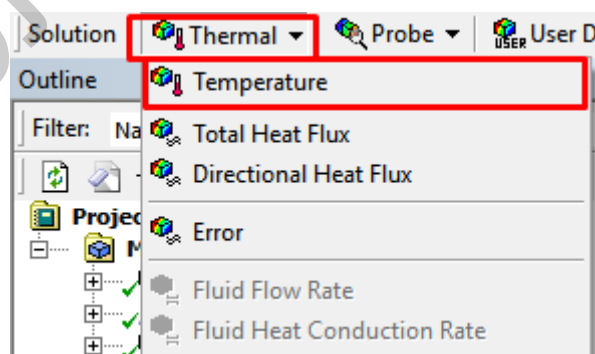 Solution Thermal Probe User D
Outline
Temperature
Filter: Na
Total Heat Flux
Directional Heat Flux
Projec
Error
M
Fluid Flow Rate
Fluid Heat Conduction Rate